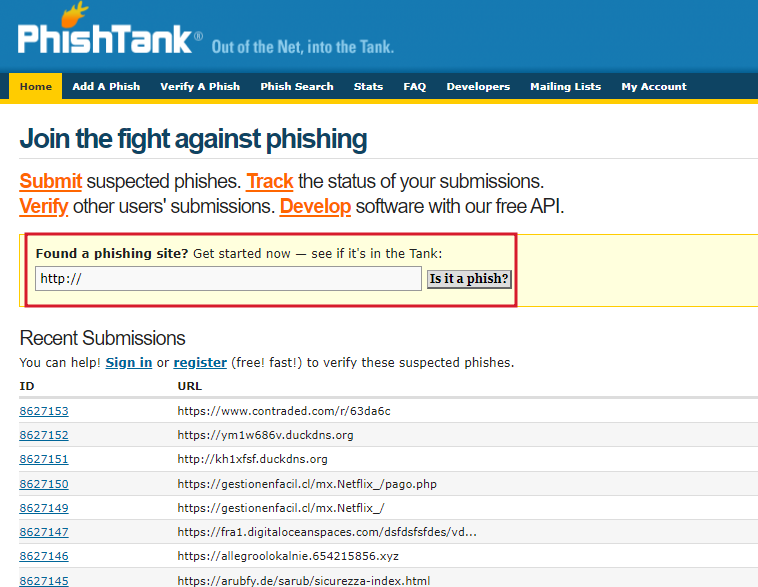 PhishTank® Out of the Net, into the Tank.
Home Add A Phish Verify A Phish Phish Search Stats FAQ Developers Mailing Lists My Account
Join the fight against phishing
Submit suspected phishes. Track the status of your submissions.
Verify other users' submissions. Develop software with our free API.
Found a phishing site? Get started now — see if it's in the Tank:
http:// Is it a phish?
Recent Submissions
You can help! Sign in or register (free! fast!) to verify these suspected phishes.
ID URL
8627153 https://www.contraded.com/r/63da6c
8627152 https://ym1w686v.duckdns.org
8627151 http://kh1xfsf.duckdns.org
8627150 https://gestionenfacil.cl/mx.Netflix_/pago.php
8627149 https://gestionenfacil.cl/mx.Netflix_/
8627147 https://fra1.digitaloceanspaces.com/dsfdsfsfdes/vd...
8627146 https://allegroolokalnie.654215856.xyz
8627145 https://arubfy.de/sarub/sicurezza-index.html